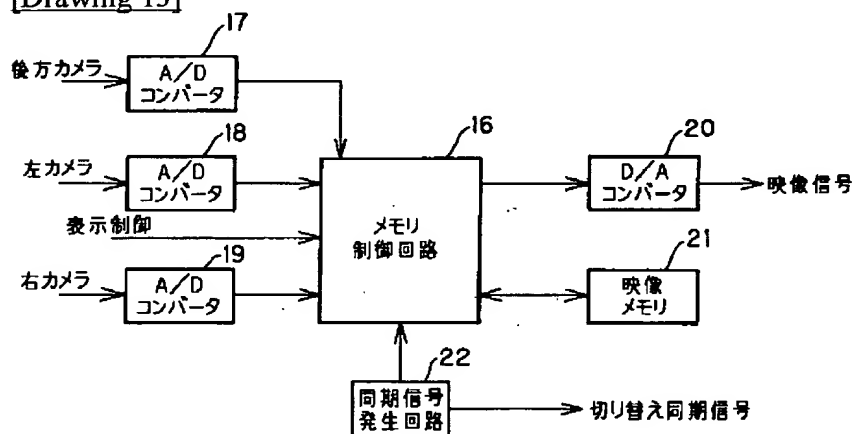 [Drawing 15]
17
後方カメラ
A/D
コンバータ
16
18
20
左カメラ
A/D
コンバータ
D/A
コンバータ
映像信号
表示制御
メモリ
制御回路
19
21
右カメラ
A/D
コンバータ
映像
メモリ
22
同期信号
発生回路
切り替え同期信号